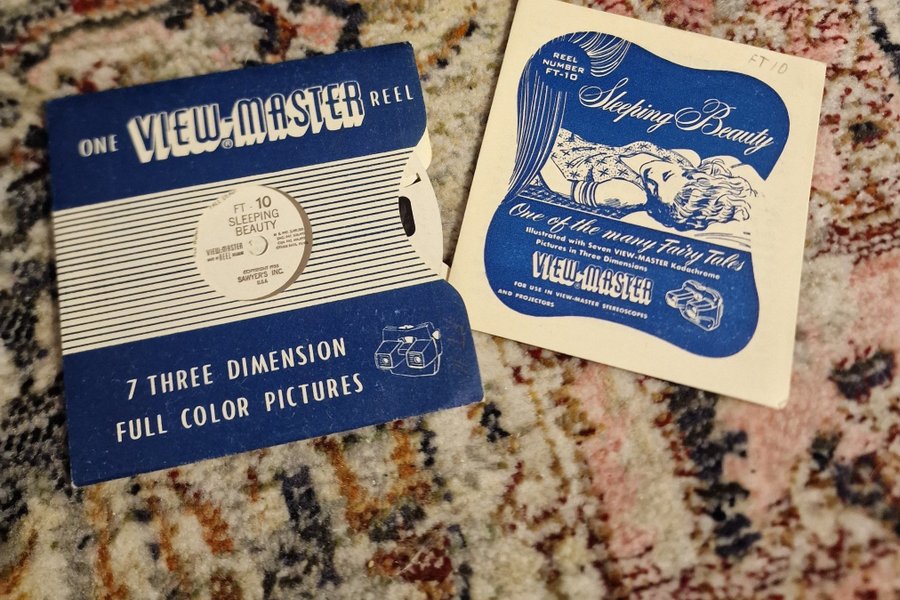 ONE VIEW-MASTER® REEL
FT - 10
SLEEPING
BEAUTY
VIEW-MASTER
REEL
COPYRIGHT
SAWYER'S INC.
U.S.A.
7 THREE DIMENSION
FULL COLOR PICTURES
FT 10
REEL
NUMBER
FT-10
Sleeping Beauty
One of the many Fairy Tales
Illustrated with Seven VIEW-MASTER Kodachrome
Pictures in Three Dimensions
VIEW-MASTER®
FOR USE IN VIEW-MASTER STEREOSCOPES
AND PROJECTORS